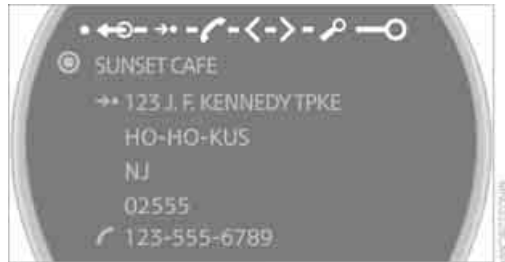 SUNSET CAFE
123 J. F. KENNEDY TPKE
HO-HO-KUS
NJ
02555
123-555-6789